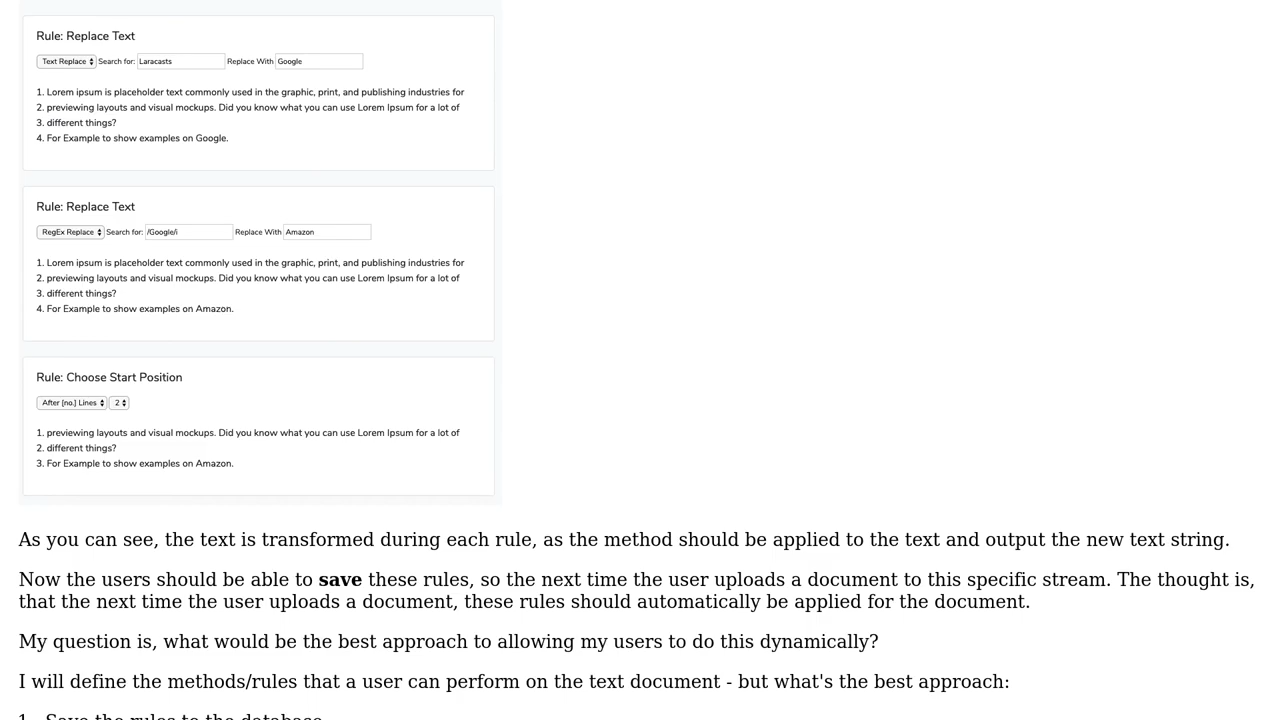 Rule: Replace Text
Text Replace Search for: Laracasts Replace With Google
1. Lorem ipsum is placeholder text commonly used in the graphic, print, and publishing industries for
2. previewing layouts and visual mockups. Did you know what you can use Lorem Ipsum for a lot of
3. different things?
4. For Example to show examples on Google.
Rule: Replace Text
RegEx Replace Search for: /Google/i Replace With Amazon
1. Lorem ipsum is placeholder text commonly used in the graphic, print, and publishing industries for
2. previewing layouts and visual mockups. Did you know what you can use Lorem Ipsum for a lot of
3. different things?
4. For Example to show examples on Amazon.
Rule: Choose Start Position
After [no.] Lines 2
1. previewing layouts and visual mockups. Did you know what you can use Lorem Ipsum for a lot of
2. different things?
3. For Example to show examples on Amazon.
As you can see, the text is transformed during each rule, as the method should be applied to the text and output the new text string.
Now the users should be able to save these rules, so the next time the user uploads a document to this specific stream. The thought is,
that the next time the user uploads a document, these rules should automatically be applied for the document.
My question is, what would be the best approach to allowing my users to do this dynamically?
I will define the methods/rules that a user can perform on the text document - but what's the best approach:
1. Save the rules to the database